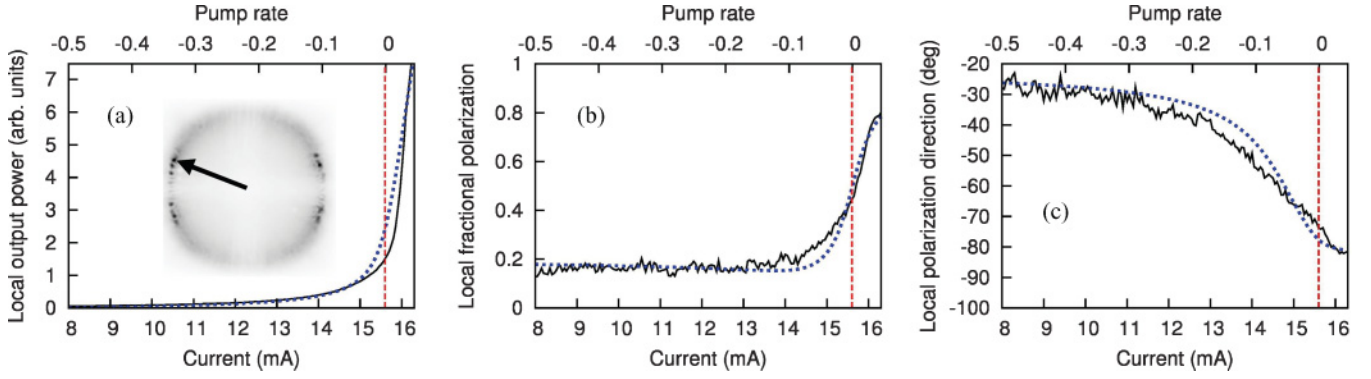 Pump rate
-0.5 -0.4 -0.3 -0.2 -0.1 0
Local output power (arb. units)
7
6
5
4
3
2
1
0
(a)
8 9 10 11 12 13 14 15 16
Current (mA)
Pump rate
-0.5 -0.4 -0.3 -0.2 -0.1 0
Local fractional polarization
1
0.8
0.6
0.4
0.2
0
(b)
8 9 10 11 12 13 14 15 16
Current (mA)
Pump rate
-0.5 -0.4 -0.3 -0.2 -0.1 0
Local polarization direction (deg)
-20
-30
-40
-50
-60
-70
-80
-90
-100
(c)
8 9 10 11 12 13 14 15 16
Current (mA)